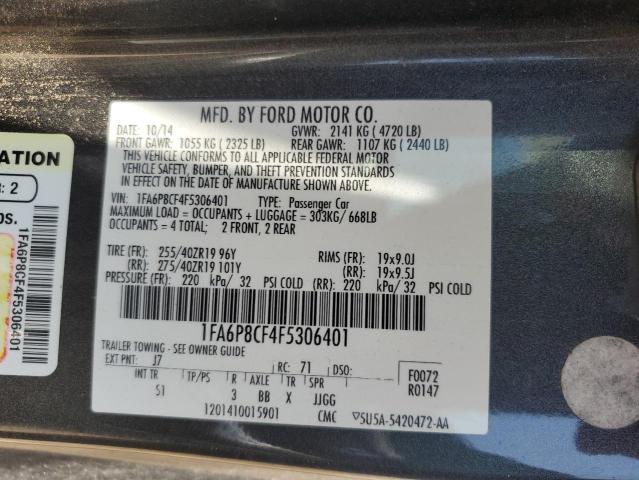 MFD. BY FORD MOTOR CO.
DATE: 10/14 GVWR: 2141 KG ( 4720 LB)
FRONT GAWR: 1055 KG ( 2325 LB) REAR GAWR: 1107 KG ( 2440 LB)
THIS VEHICLE CONFORMS TO ALL APPLICABLE FEDERAL MOTOR
VEHICLE SAFETY, BUMPER, AND THEFT PREVENTION STANDARDS
IN EFFECT ON THE DATE OF MANUFACTURE SHOWN ABOVE.
VIN: 1FA6P8CF4F5306401 TYPE: Passenger Car
MAXIMUM LOAD = OCCUPANTS + LUGGAGE = 303KG/ 668LB
OCCUPANTS = 4 TOTAL; 2 FRONT, 2 REAR
TIRE (FR): 255/40ZR19 96Y RIMS (FR): 19x9.0J
(RR): 275/40ZR19 101Y (RR): 19x9.5J
PRESSURE (FR): 220 kPa/ 32 PSI COLD (RR): 220 kPa/ 32 PSI COLD
1FA6P8CF4F5306401
TRAILER TOWING - SEE OWNER GUIDE
EXT PNT: J7 RC: 71 DSO: F0072
INT TR TP/PS R AXLE TR SPR R0147
S1 3 BB X JJGG
1201410015901 CMC SU5A-5420472-AA
ATION
: 2
os.
1FA6P8CF4F5306401